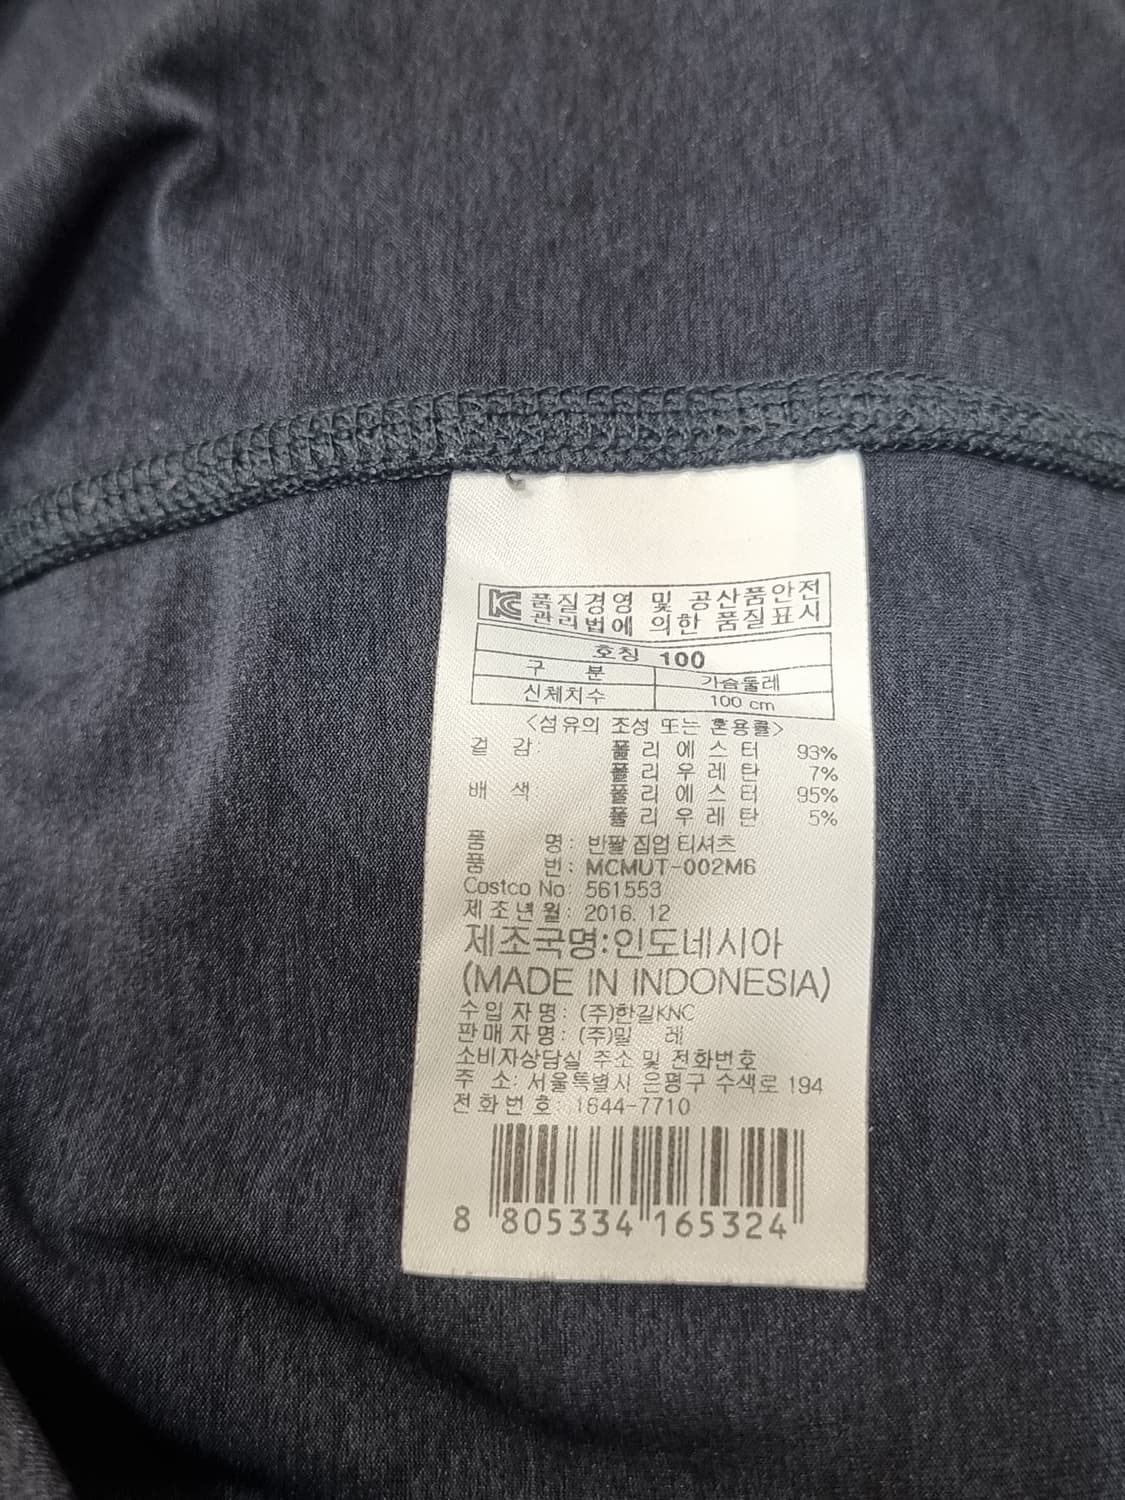 KC 품질경영 및 공산품안전
관리법에 의한 품질표시
호칭 100
구 분 가슴둘레
신체치수 100 cm
<섬유의 조성 또는 혼용률>
겉 감: 폴리에스터 93%
폴리우레탄 7%
배 색: 폴리에스터 95%
폴리우레탄 5%
품 명: 반팔 집업 티셔츠
품 번: MCMUT-002M6
Costco No: 561553
제조년월: 2016. 12
제조국명:인도네시아
(MADE IN INDONESIA)
수입자명: (주)한길KNC
판매자명: (주)밀 레
소비자상담실 주소 및 전화번호
주 소: 서울특별시 은평구 수색로 194
전화번호: 1644-7710
8 805334 165324